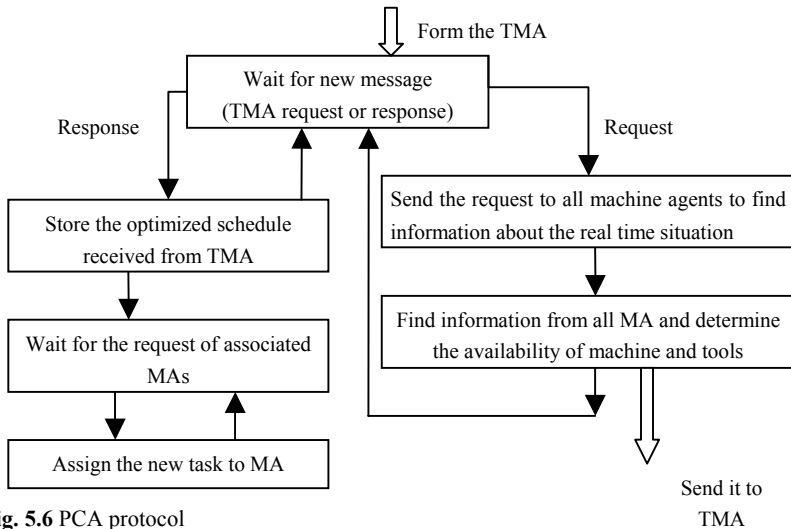 Form the TMA
Wait for new message
(TMA request or response)
Response
Request
Store the optimized schedule
received from TMA
Send the request to all machine agents to find
information about the real time situation
Wait for the request of associated
MAs
Find information from all MA and determine
the availability of machine and tools
Assign the new task to MA
Send it to
TMA
ig. 5.6 PCA protocol